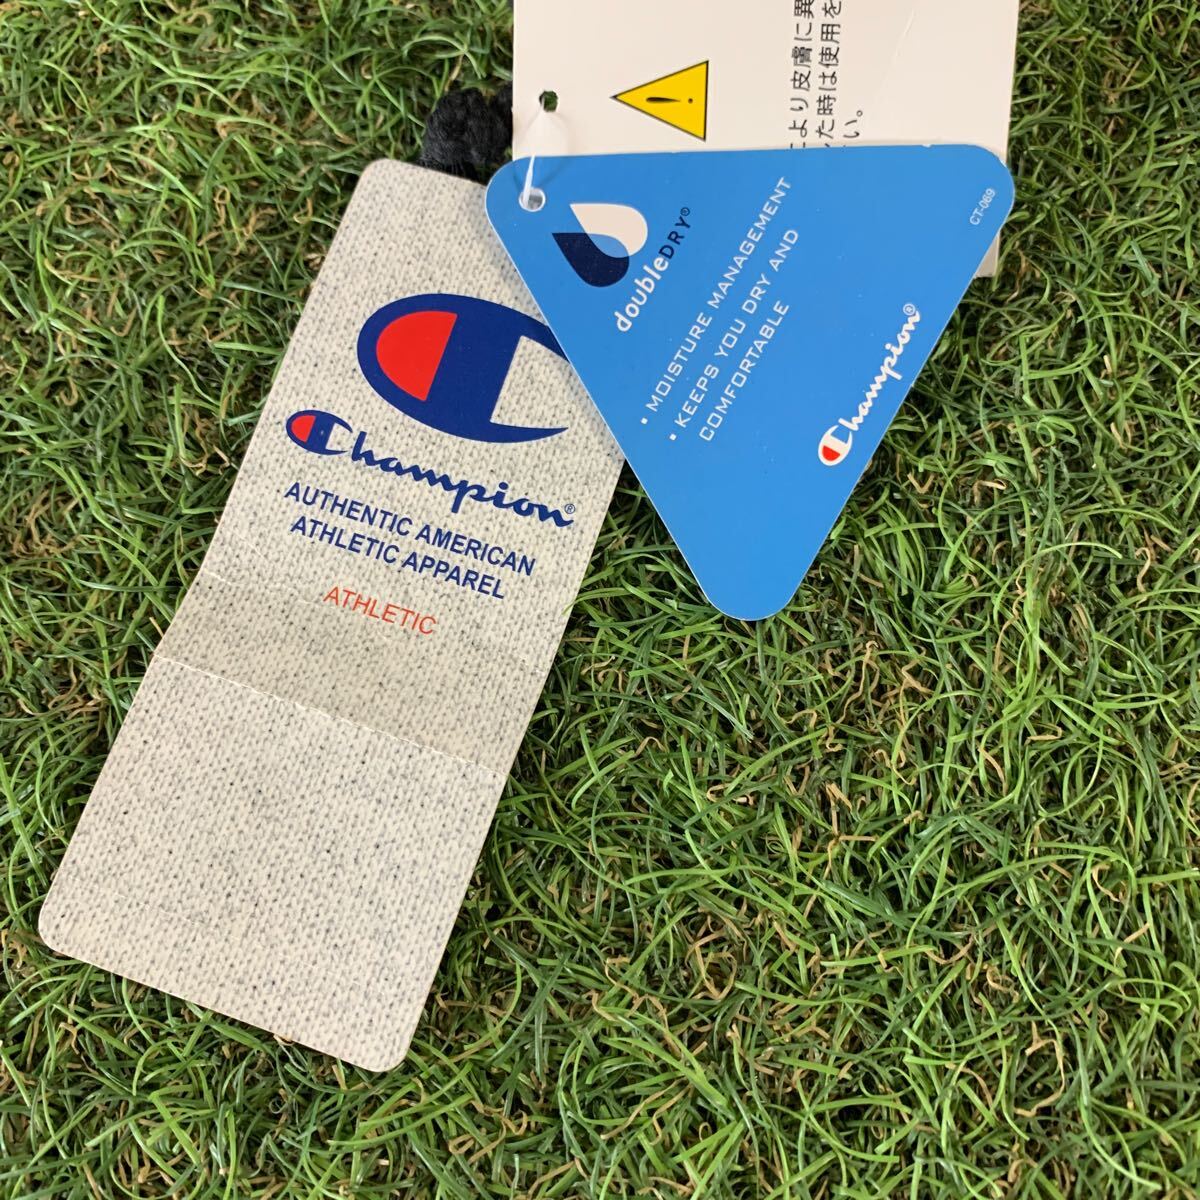 Champion®
AUTHENTIC AMERICAN
ATHLETIC APPAREL
ATHLETIC
doubleDRY®
• MOISTURE MANAGEMENT
• KEEPS YOU DRY AND
COMFORTABLE
Champion®
CT-069
!
より皮膚に異
た時は使用を
い。